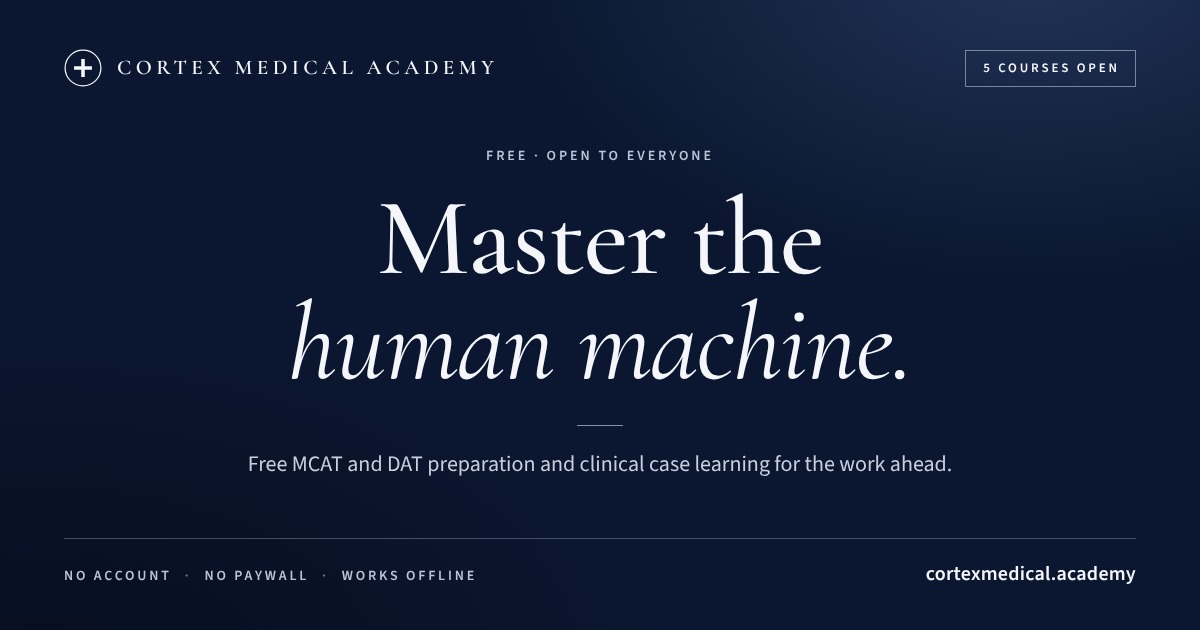 CORTEX MEDICAL ACADEMY
5 COURSES OPEN
FREE · OPEN TO EVERYONE
Master the
human machine.
Free MCAT and DAT preparation and clinical case learning for the work ahead.
NO ACCOUNT · NO PAYWALL · WORKS OFFLINE
cortexmedical.academy